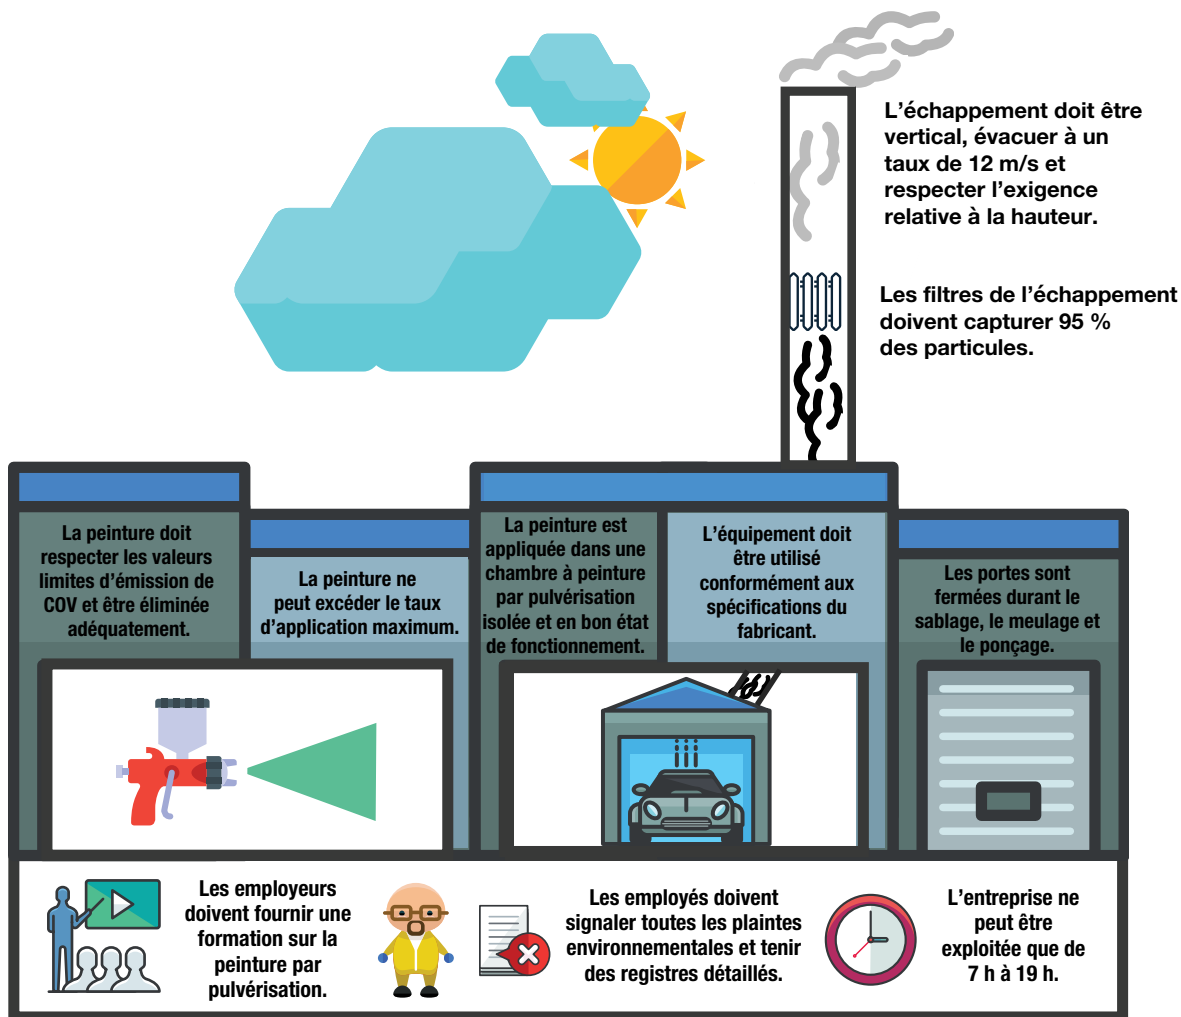 L'échappement doit être
vertical, évacuer à un
taux de 12 m/s et
respecter l'exigence
relative à la hauteur.
Les filtres de l'échappement
doivent capturer 95 %
des particules.
La peinture doit
respecter les valeurs
limites d'émission de
COV et être éliminée
adéquatement.
La peinture ne
peut excéder le taux
d'application maximum.
La peinture est
appliquée dans une
chambre à peinture
par pulvérisation
isolée et en bon état
de fonctionnement.
L'équipement doit
être utilisé
conformément aux
spécifications du
fabricant.
Les portes sont
fermées durant le
sablage, le meulage et
le ponçage.
Les employeurs
doivent fournir une
formation sur la
peinture par
pulvérisation.
Les employés doivent
signaler toutes les plaintes
environnementales et tenir
des registres détaillés.
L'entreprise ne
peut être
exploitée que de
7 h à 19 h.